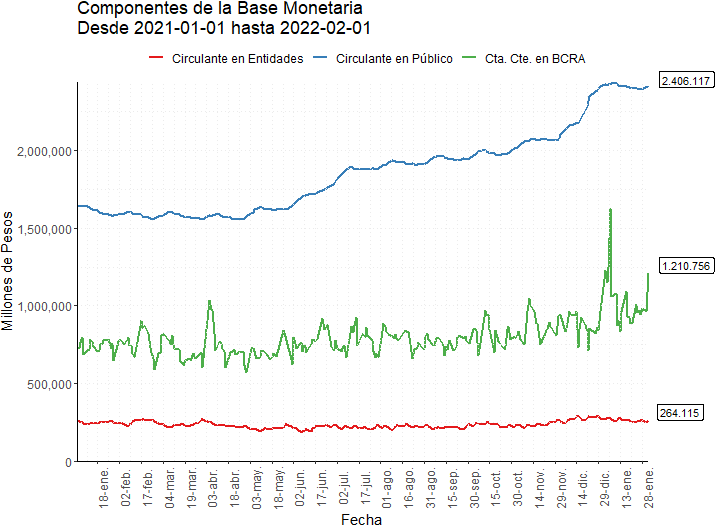 Componentes de la Base Monetaria
Desde 2021-01-01 hasta 2022-02-01
Circulante en Entidades
Circulante en Público
Cta. Cte. en BCRA
Millones de Pesos
2,000,000
1,500,000
1,000,000
500,000
0
2.406.117
1.210.756
264.115
18-ene.
02-feb.
17-feb.
04-mar.
19-mar.
03-abr.
18-abr.
03-may.
18-may.
02-jun.
17-jun.
02-jul.
17-jul.
01-ago.
16-ago.
31-ago.
15-sep.
30-sep.
15-oct.
30-oct.
14-nov.
29-nov.
14-dic.
29-dic.
13-ene.
28-ene.
Fecha